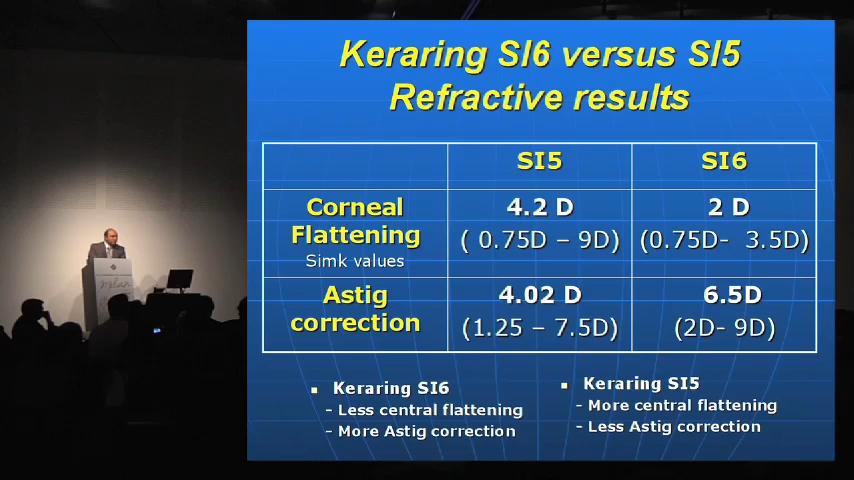 Keraring SI6 versus SI5
Refractive results
SI5 SI6
Corneal Flattening Simk values 4.2 D ( 0.75D – 9D) 2 D (0.75D- 3.5D)
Astig correction 4.02 D (1.25 – 7.5D) 6.5D (2D- 9D)
▪ Keraring SI6
- Less central flattening
- More Astig correction
▪ Keraring SI5
- More central flattening
- Less Astig correction
milan